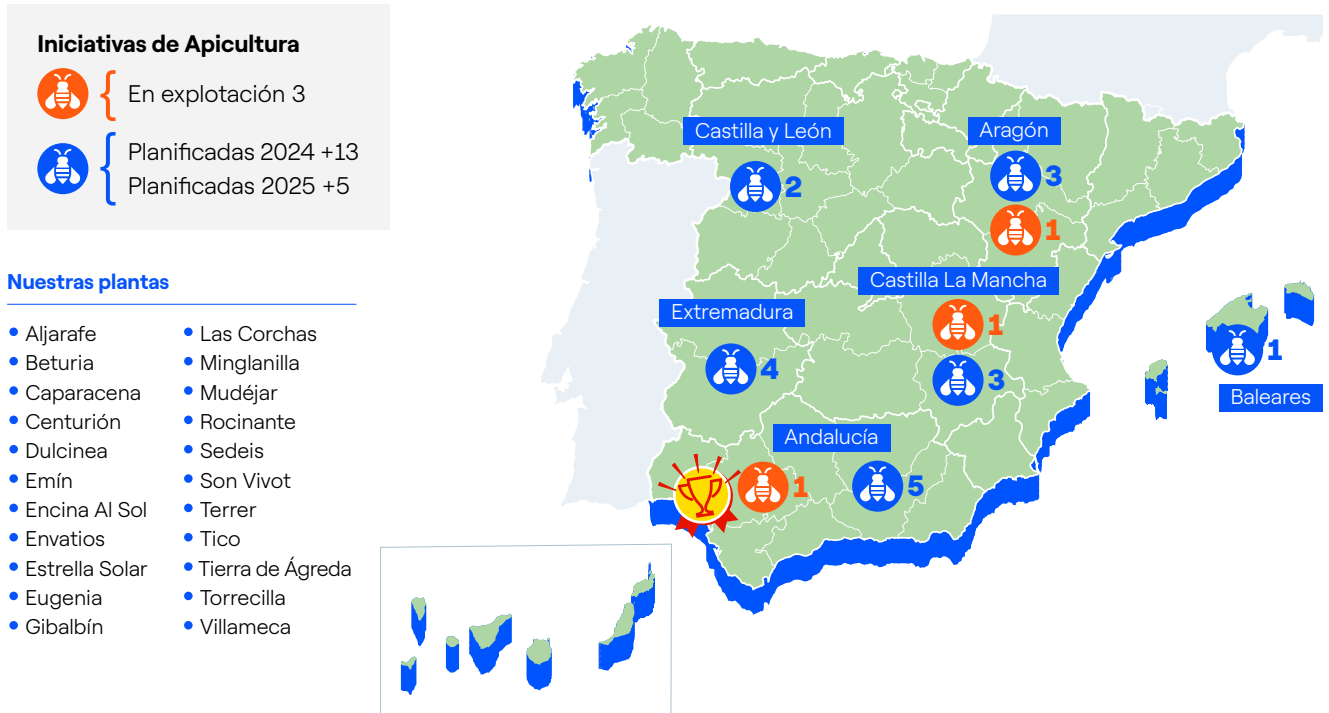 Iniciativas de Apicultura
En explotación 3
Planificadas 2024 +13
Planificadas 2025 +5
Nuestras plantas
Aljarafe
Beturia
Caparacena
Centurión
Dulcinea
Emín
Encina Al Sol
Envatios
Estrella Solar
Eugenia
Gibalbín
Las Corchas
Minglanilla
Mudéjar
Rocinante
Sedeis
Son Vivot
Terrer
Tico
Tierra de Ágreda
Torrecilla
Villameca
Castilla y León
2
Aragón
3
1
Castilla La Mancha
1
3
Extremadura
4
Andalucía
1
5
1
Baleares